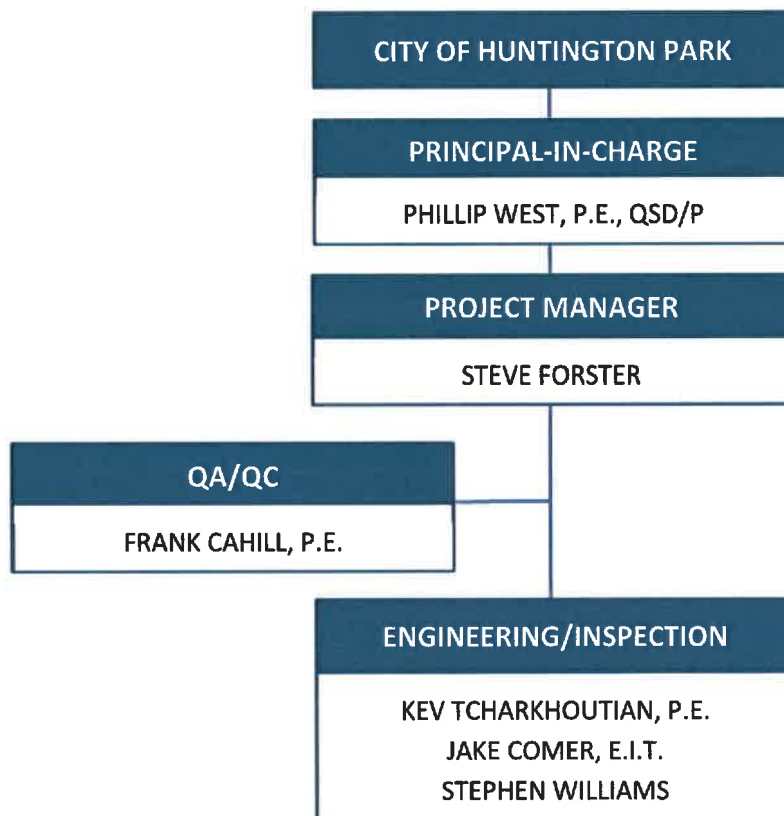 CITY OF HUNTINGTON PARK
PRINCIPAL-IN-CHARGE
PHILLIP WEST, P.E., QSD/P
PROJECT MANAGER
STEVE FORSTER
QA/QC
FRANK CAHILL, P.E.
ENGINEERING/INSPECTION
KEV TCHARKHOUTIAN, P.E.
JAKE COMER, E.I.T.
STEPHEN WILLIAMS